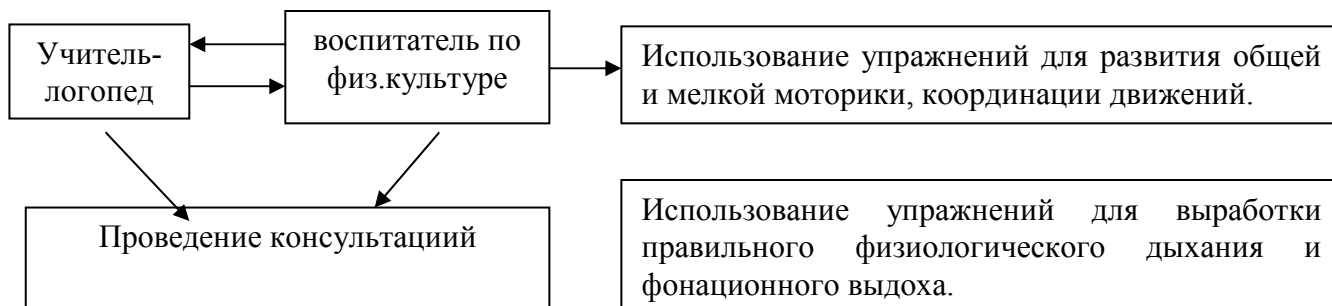 Учитель-
логопед
воспитатель по
физ.культуре
Использование упражнений для развития общей
и мелкой моторики, координации движений.
Проведение консультациий
Использование упражнений для выработки
правильного физиологического дыхания и
фонационного выдоха.